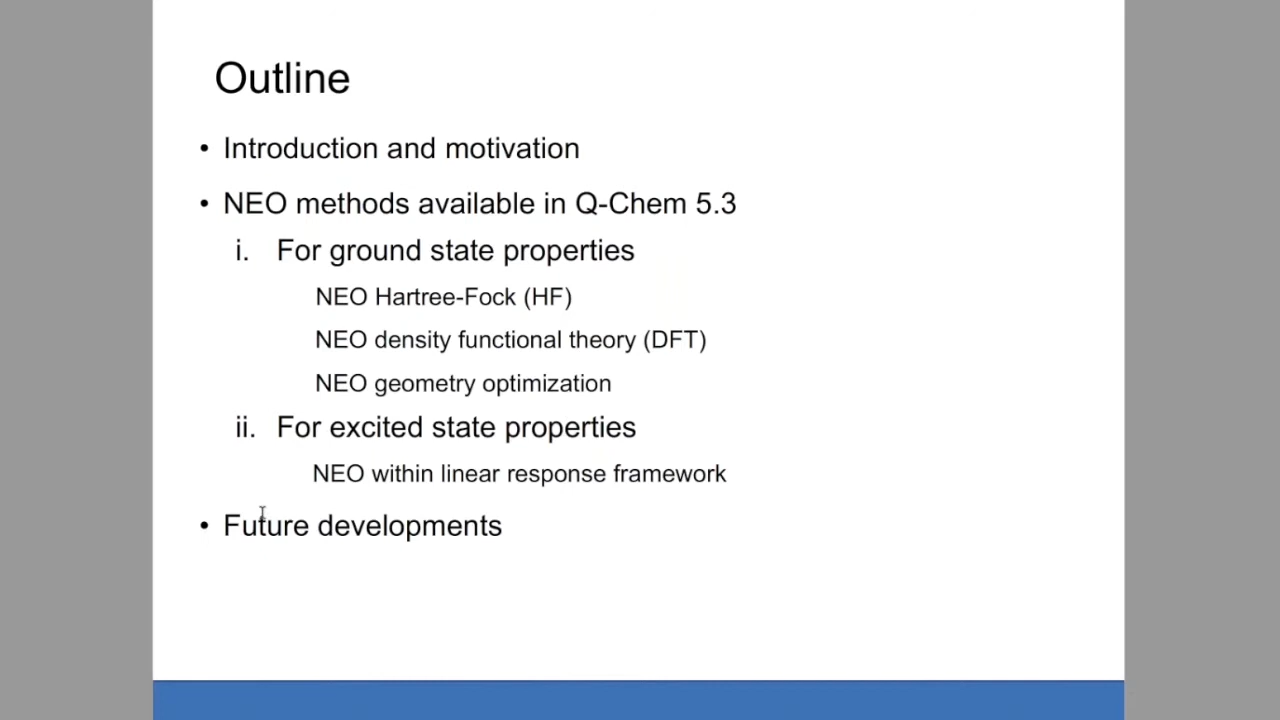 Outline
• Introduction and motivation
• NEO methods available in Q-Chem 5.3
i. For ground state properties
NEO Hartree-Fock (HF)
NEO density functional theory (DFT)
NEO geometry optimization
ii. For excited state properties
NEO within linear response framework
• Future developments